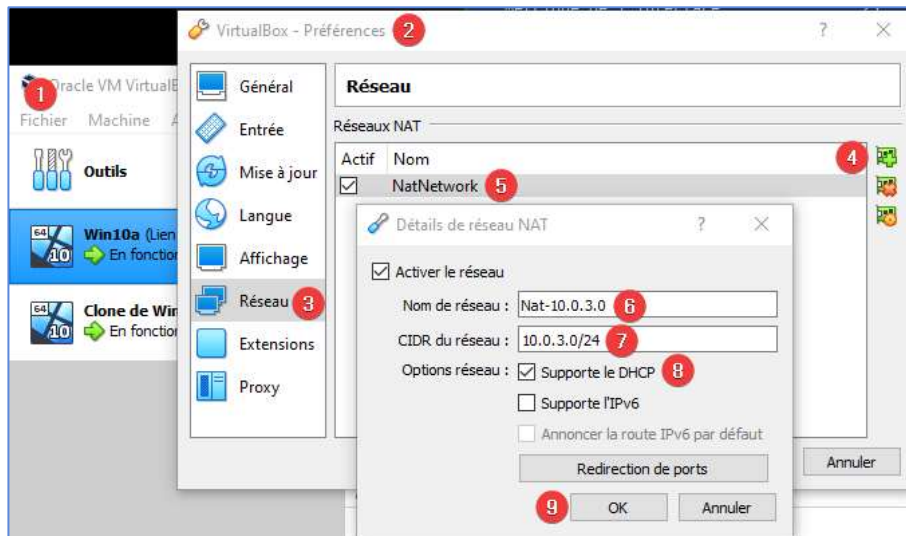 VirtualBox - Préférences 2 ? ×
1 Oracle VM VirtualB
Fichier Machine A
Outils
Win10a (Lien
En fonction
Clone de Win
En fonction
Général
Entrée
Mise à jour
Langue
Affichage
Réseau 3
Extensions
Proxy
Réseau
Réseaux NAT
Actif Nom 4
NatNetwork 5
Détails de réseau NAT ? ×
Activer le réseau
Nom de réseau : Nat-10.0.3.0 6
CIDR du réseau : 10.0.3.0/24 7
Options réseau : Supporte le DHCP 8
Supporte l'IPv6
Annoncer la route IPv6 par défaut
Redirection de ports
9 OK Annuler
Annuler